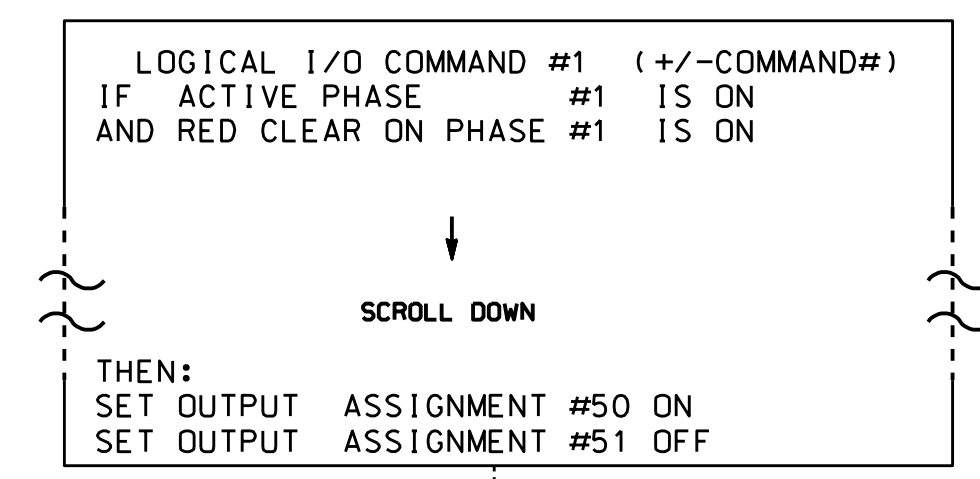 LOGICAL I/O COMMAND #1 (+/-COMMAND#)
IF ACTIVE PHASE #1 IS ON
AND RED CLEAR ON PHASE #1 IS ON
SCROLL DOWN
THEN:
SET OUTPUT ASSIGNMENT #50 ON
SET OUTPUT ASSIGNMENT #51 OFF